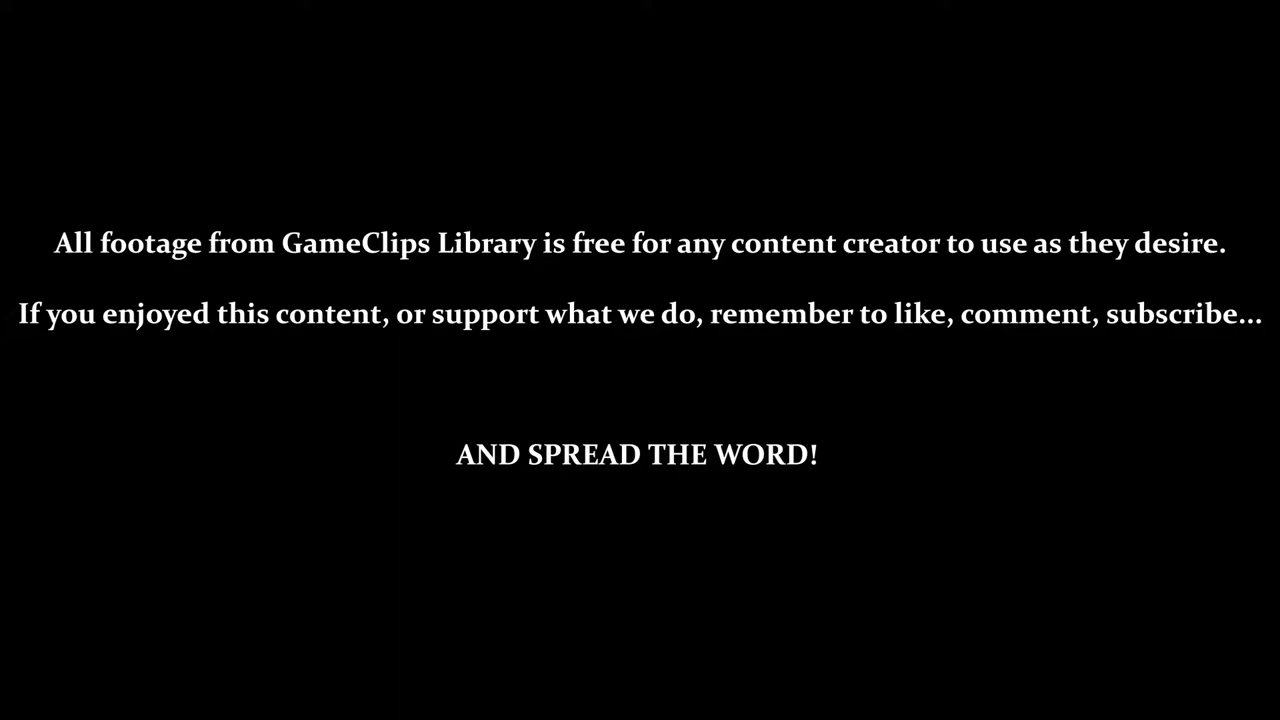 All footage from GameClips Library is free for any content creator to use as they desire.
If you enjoyed this content, or support what we do, remember to like, comment, subscribe...
AND SPREAD THE WORD!